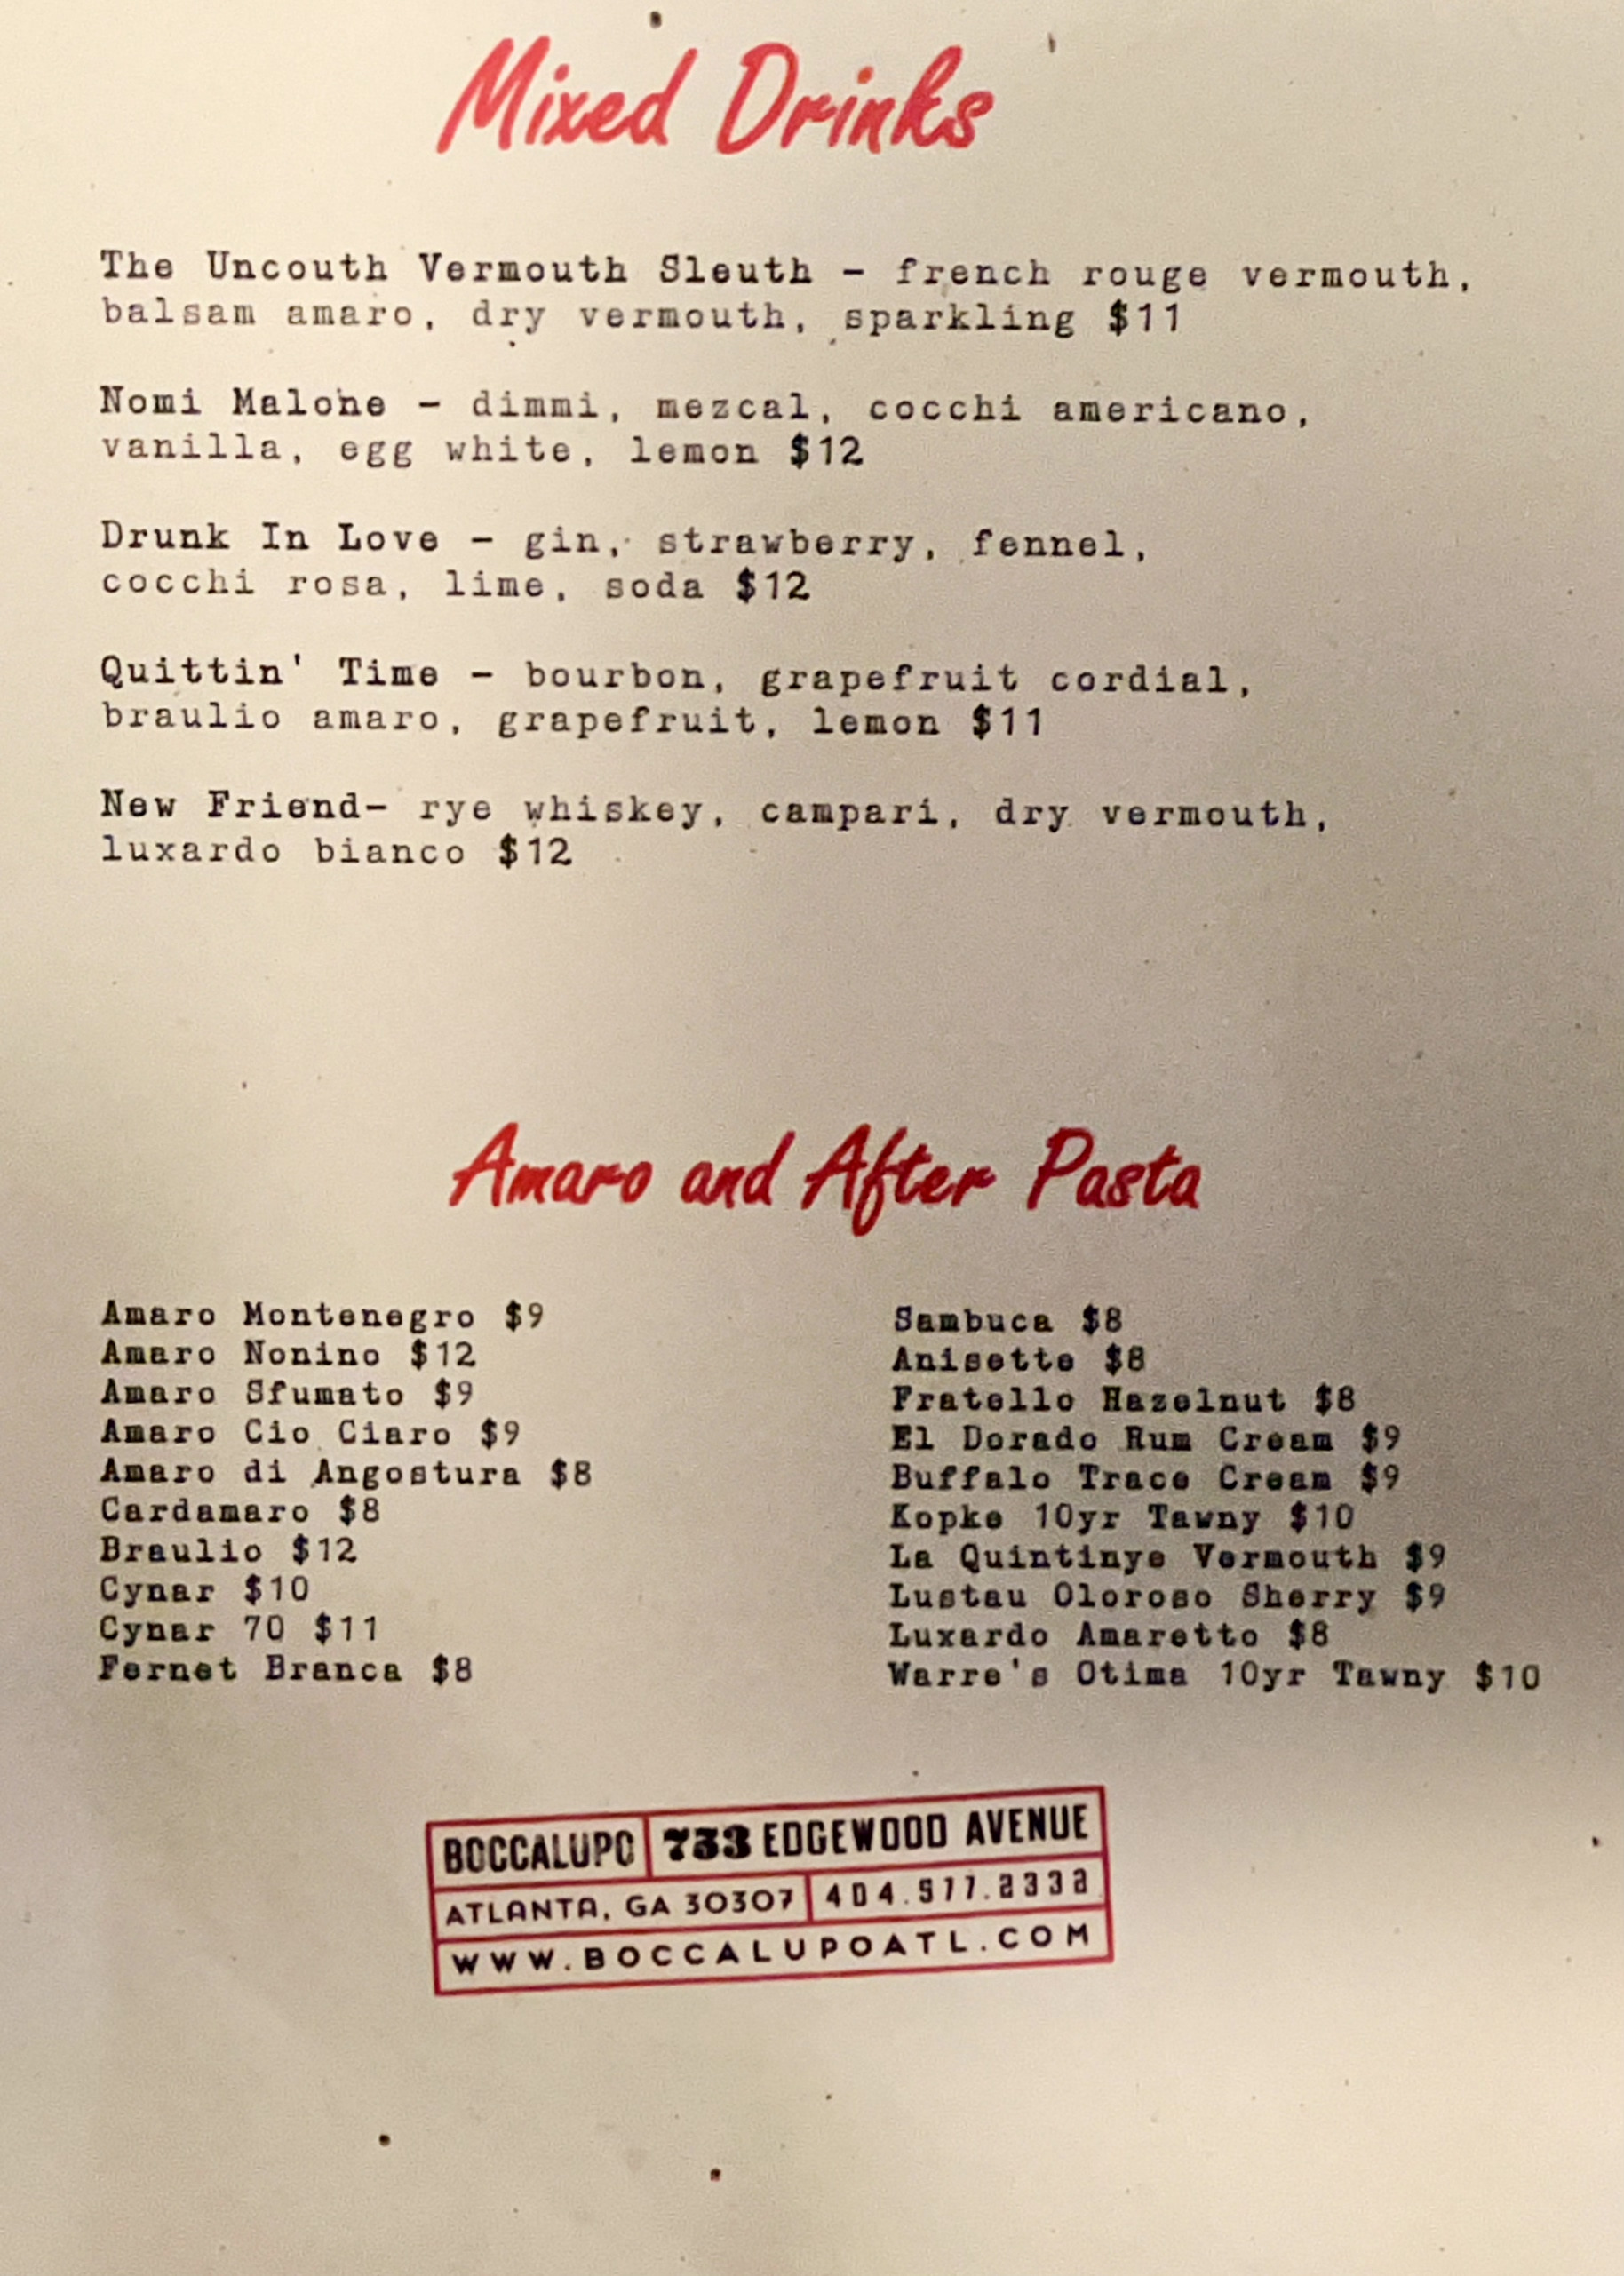 Mixed Drinks
The Uncouth Vermouth Sleuth - french rouge vermouth,
balsam amaro, dry vermouth, sparkling $11
Nomi Malone - dimmi, mezcal, cocchi americano,
vanilla, egg white, lemon $12
Drunk In Love - gin, strawberry, fennel,
cocchi rosa, lime, soda $12
Quittin' Time - bourbon, grapefruit cordial,
braulio amaro, grapefruit, lemon $11
New Friend- rye whiskey, campari, dry vermouth,
luxardo bianco $12
Amaro and After Pasta
Amaro Montenegro $9
Amaro Nonino $12
Amaro Sfumato $9
Amaro Cio Ciaro $9
Amaro di Angostura $8
Cardamaro $8
Braulio $12
Cynar $10
Cynar 70 $11
Fernet Branca $8
Sambuca $8
Anisette $8
Fratello Hazelnut $8
El Dorado Rum Cream $9
Buffalo Trace Cream $9
Kopke 10yr Tawny $10
La Quintinye Vermouth $9
Lustau Oloroso Sherry $9
Luxardo Amaretto $8
Warre's Otima 10yr Tawny $10
BOCCALUPO 753 EDGEWOOD AVENUE
ATLANTA, GA 30307 404.577.2332
WWW.BOCCALUPOATL.COM